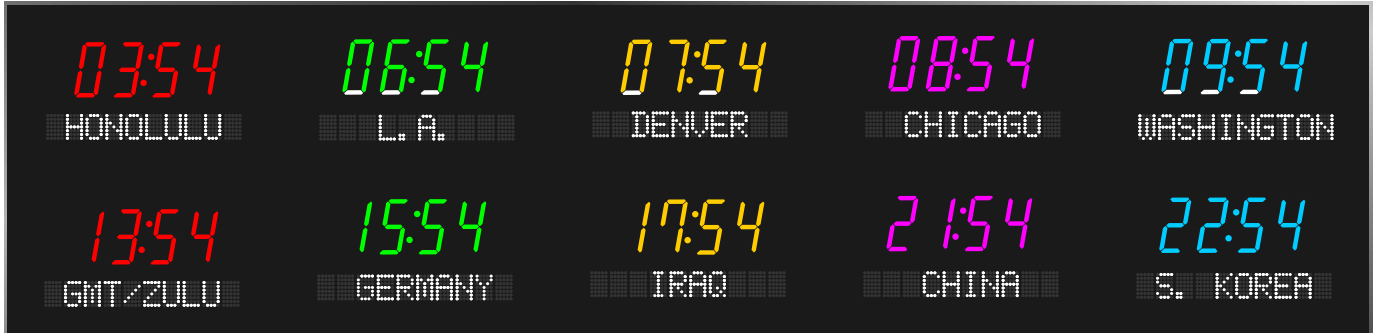 03:54 06:54 07:54 08:54 09:54
HONOLULU L.A. DENVER CHICAGO WASHINGTON
13:54 15:54 17:54 21:54 22:54
GMT/ZULU GERMANY IRAQ CHINA S. KOREA